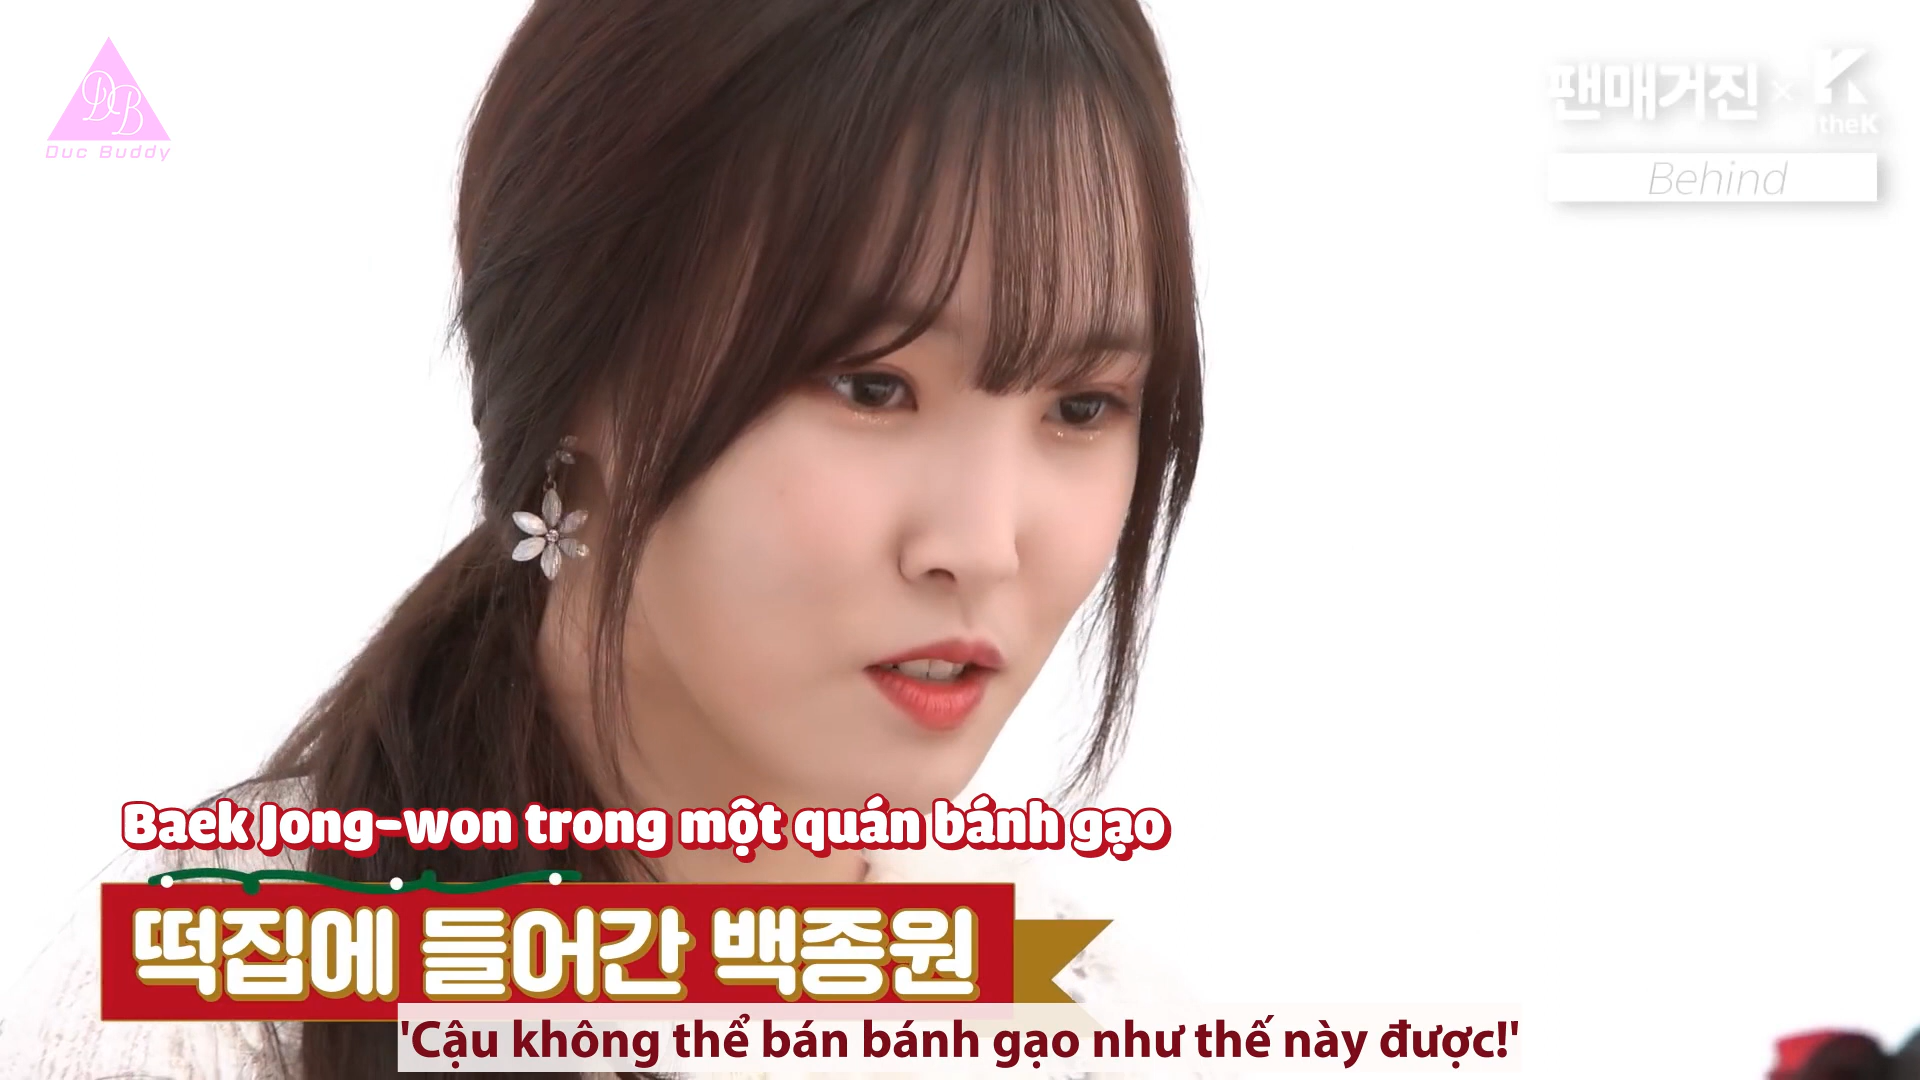 DB
Duc Buddy
팬매거진 × K
theK
Behind
Baek Jong-won trong một quán bánh gạo
떡집에 들어간 백종원
'Cậu không thể bán bánh gạo như thế này được!'